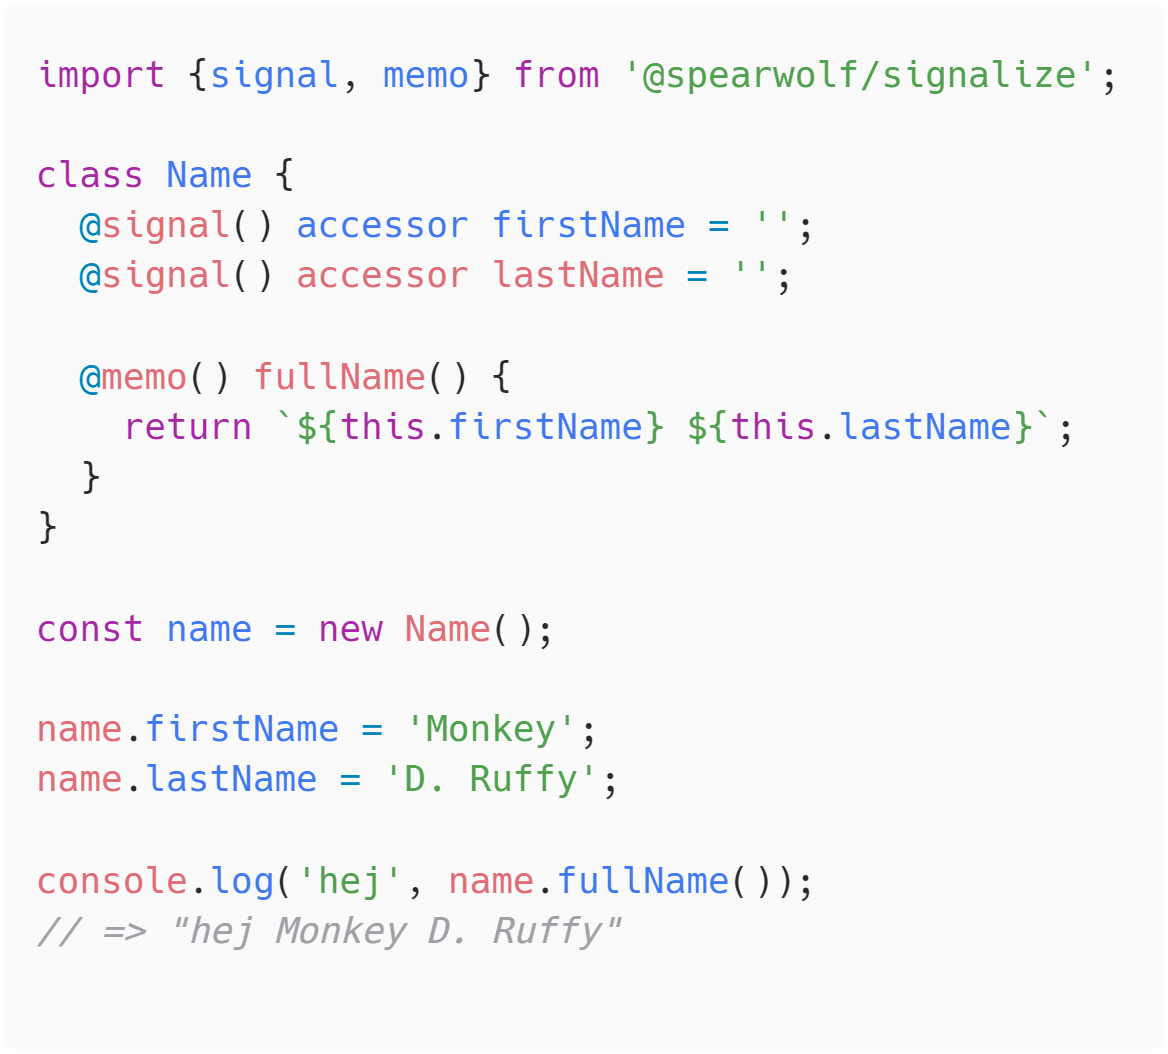 import {signal, memo} from '@spearwolf/signalize';
class Name {
  @signal() accessor firstName = '';
  @signal() accessor lastName = '';
  @memo() fullName() {
    return `${this.firstName} ${this.lastName}`;
  }
}
const name = new Name();
name.firstName = 'Monkey';
name.lastName = 'D. Ruffy';
console.log('hej', name.fullName());
// => "hej Monkey D. Ruffy"